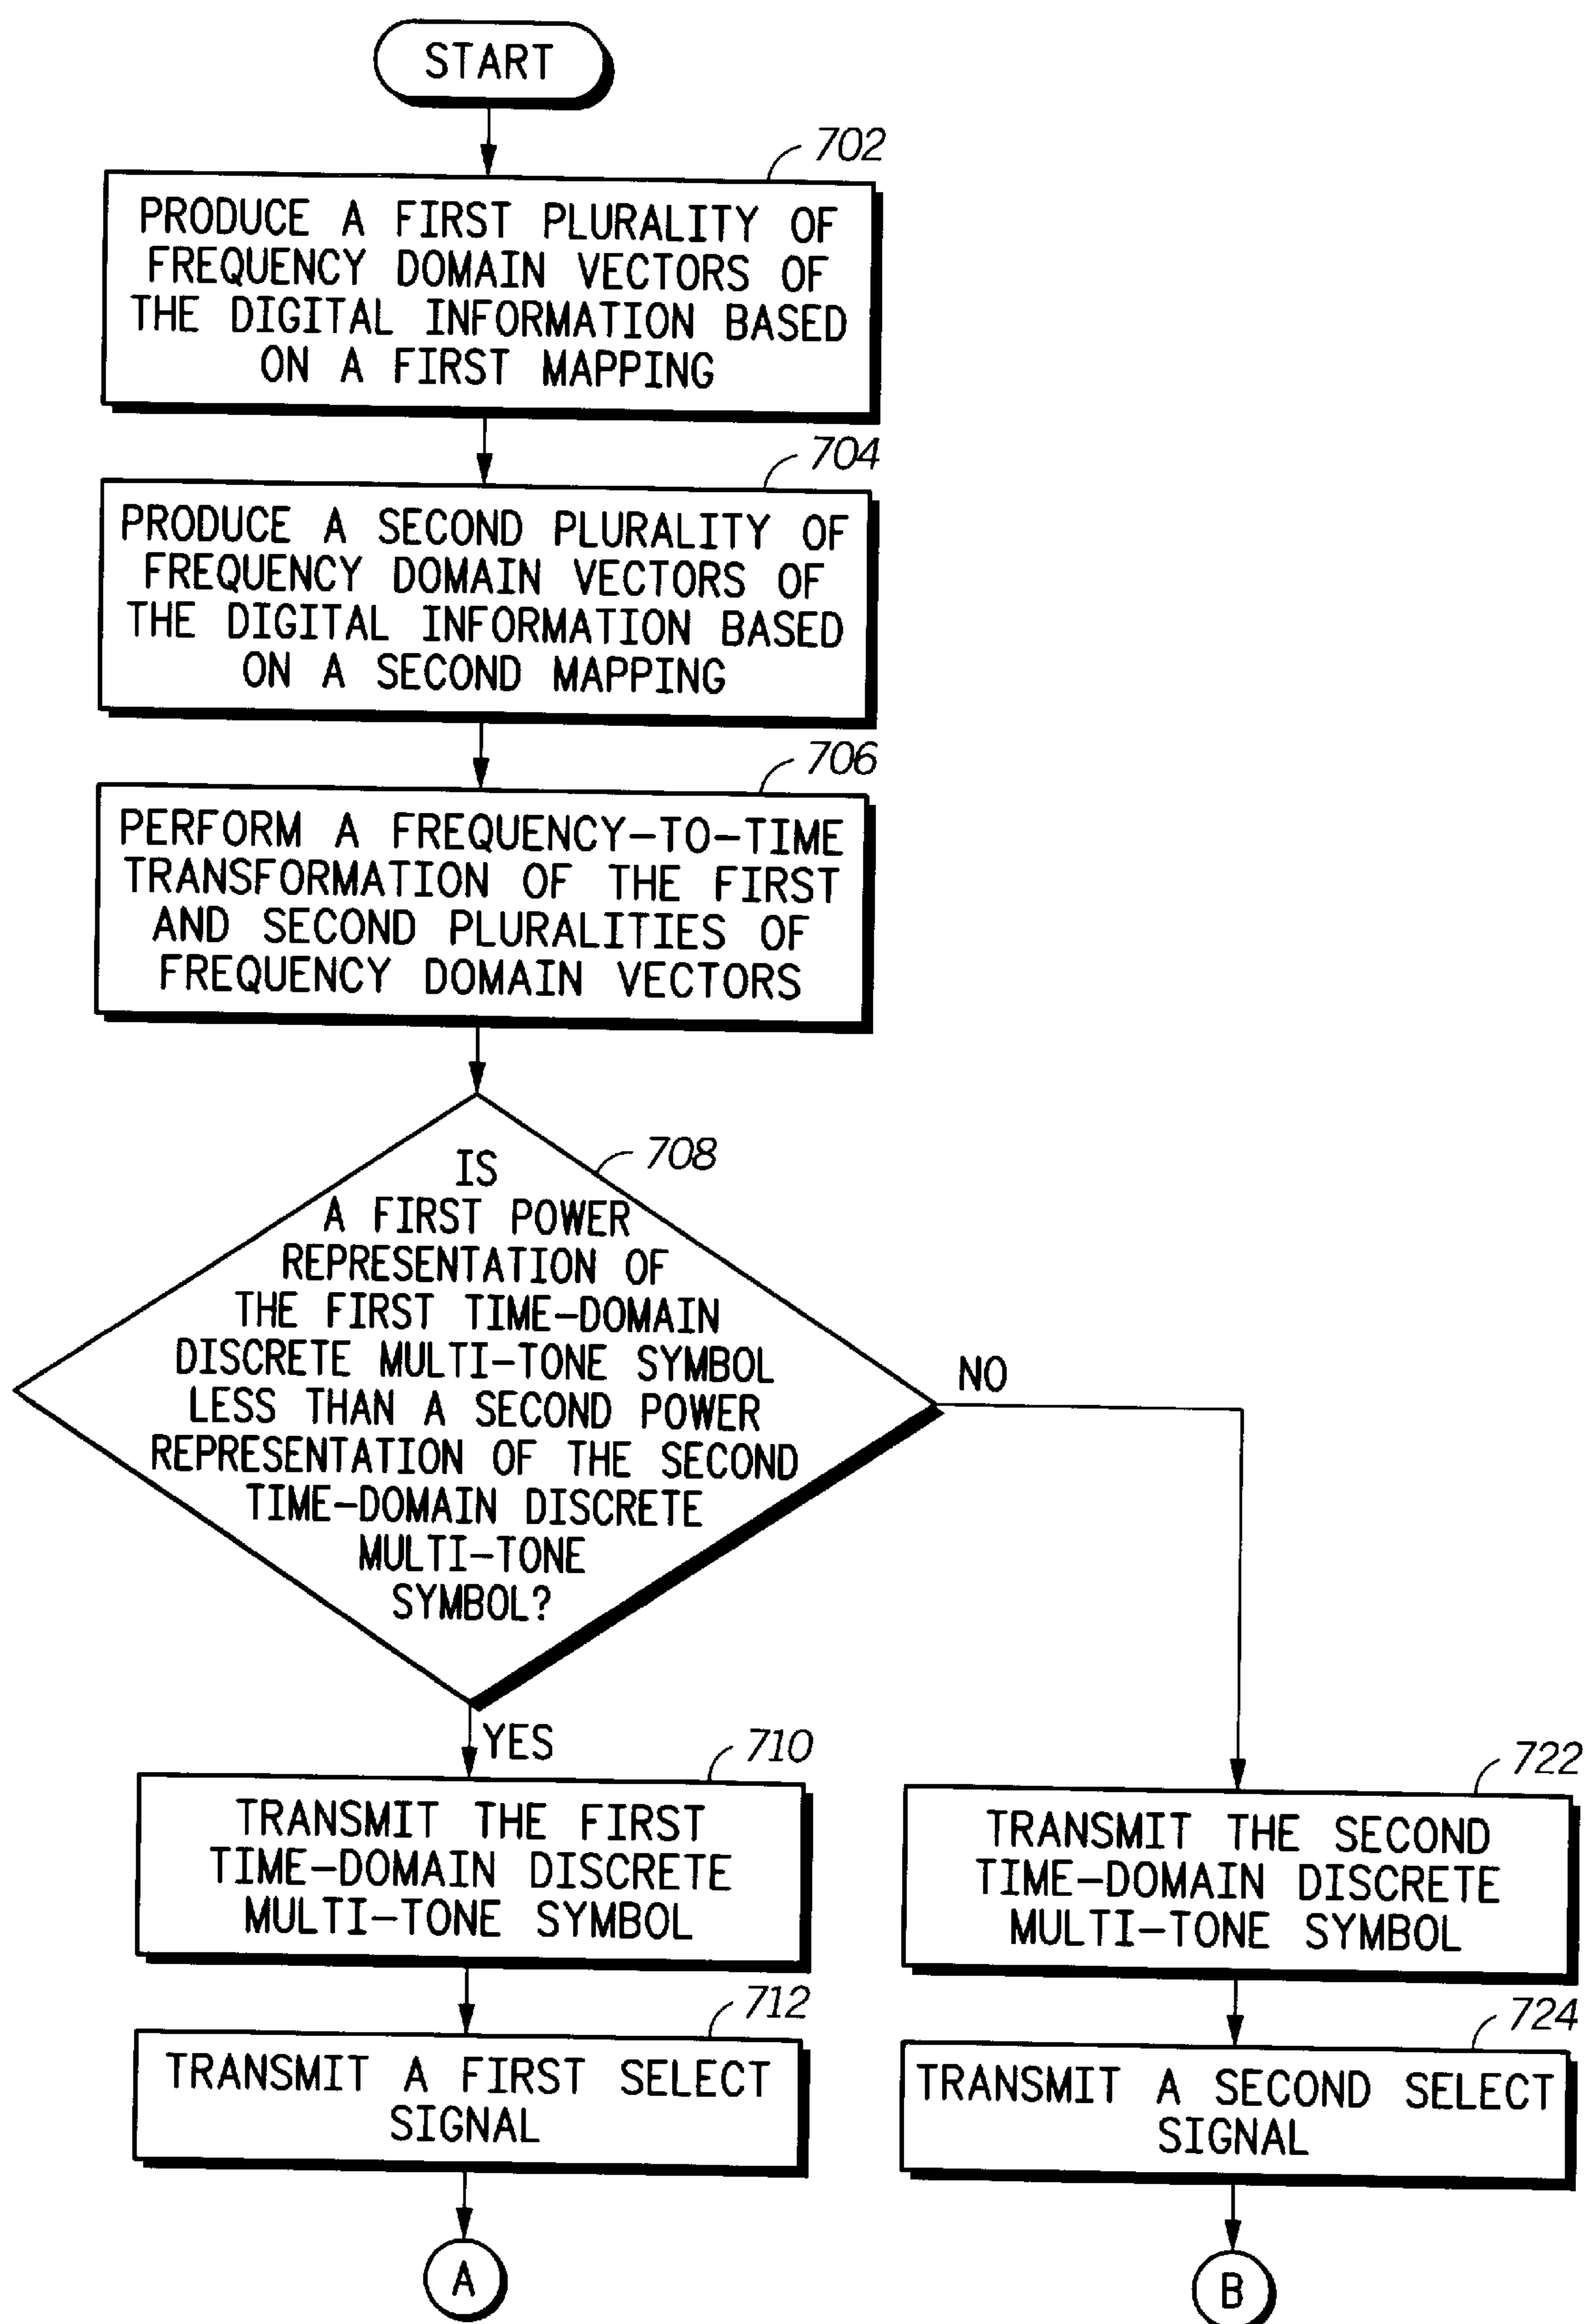 START
702
PRODUCE A FIRST PLURALITY OF
FREQUENCY DOMAIN VECTORS OF
THE DIGITAL INFORMATION BASED
ON A FIRST MAPPING
704
PRODUCE A SECOND PLURALITY OF
FREQUENCY DOMAIN VECTORS OF
THE DIGITAL INFORMATION BASED
ON A SECOND MAPPING
706
PERFORM A FREQUENCY-TO-TIME
TRANSFORMATION OF THE FIRST
AND SECOND PLURALITIES OF
FREQUENCY DOMAIN VECTORS
708
IS
A FIRST POWER
REPRESENTATION OF
THE FIRST TIME-DOMAIN
DISCRETE MULTI-TONE SYMBOL
LESS THAN A SECOND POWER
REPRESENTATION OF THE SECOND
TIME-DOMAIN DISCRETE
MULTI-TONE
SYMBOL?
NO
YES
710
TRANSMIT THE FIRST
TIME-DOMAIN DISCRETE
MULTI-TONE SYMBOL
712
TRANSMIT A FIRST SELECT
SIGNAL
A
722
TRANSMIT THE SECOND
TIME-DOMAIN DISCRETE
MULTI-TONE SYMBOL
724
TRANSMIT A SECOND SELECT
SIGNAL
B